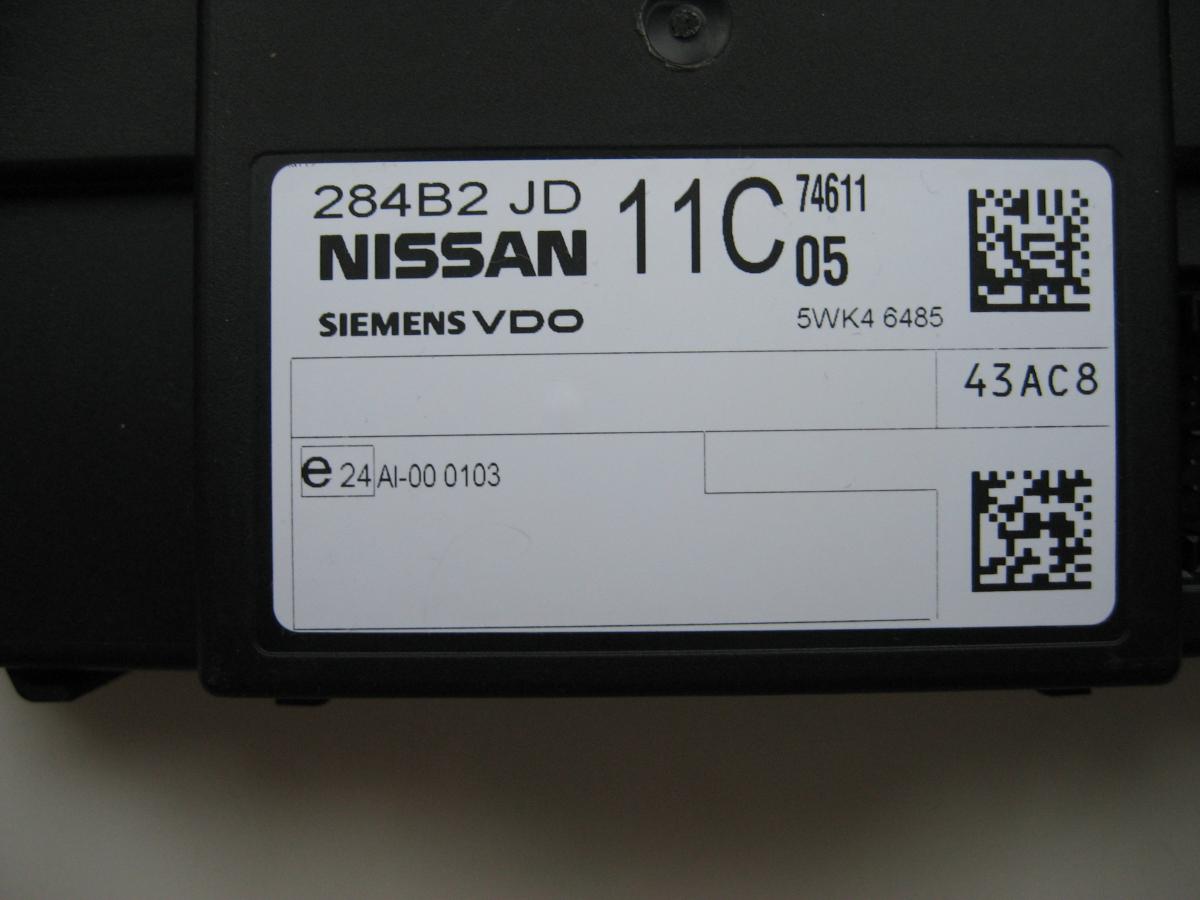 284B2 JD 11C 74611
NISSAN 05
SIEMENS VDO 5WK4 6485
43AC8
e 24 AI-00 0103